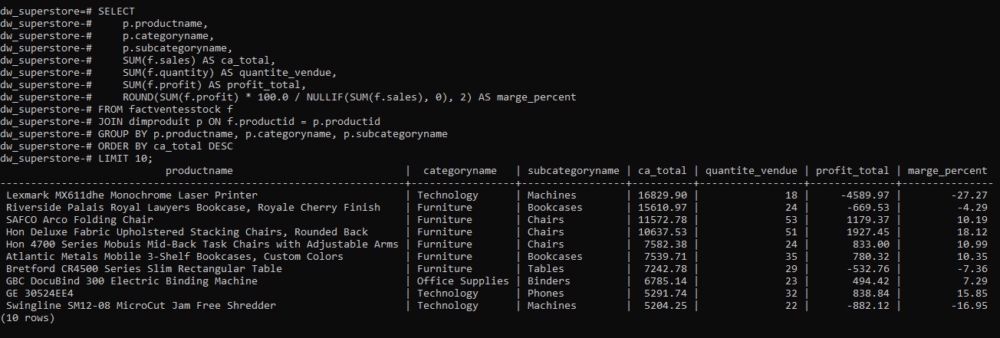 dw_superstore=# SELECT
dw_superstore-#     p.productname,
dw_superstore-#     p.categoryname,
dw_superstore-#     p.subcategoryname,
dw_superstore-#     SUM(f.sales) AS ca_total,
dw_superstore-#     SUM(f.quantity) AS quantite_vendue,
dw_superstore-#     SUM(f.profit) AS profit_total,
dw_superstore-#     ROUND(SUM(f.profit) * 100.0 / NULLIF(SUM(f.sales), 0), 2) AS marge_percent
dw_superstore-# FROM factventesstock f
dw_superstore-# JOIN dimproduit p ON f.productid = p.productid
dw_superstore-# GROUP BY p.productname, p.categoryname, p.subcategoryname
dw_superstore-# ORDER BY ca_total DESC
dw_superstore-# LIMIT 10;
                          productname                            |  categoryname   | subcategoryname | ca_total | quantite_vendue | profit_total | marge_percent
-----------------------------------------------------------------+-----------------+-----------------+----------+-----------------+--------------+---------------
 Lexmark MX611dhe Monochrome Laser Printer                       | Technology      | Machines        | 16829.90 |              18 |     -4589.97 |        -27.27
 Riverside Palais Royal Lawyers Bookcase, Royale Cherry Finish   | Furniture       | Bookcases       | 15610.97 |              24 |      -669.53 |         -4.29
 SAFCO Arco Folding Chair                                        | Furniture       | Chairs          | 11572.78 |              53 |      1179.37 |         10.19
 Hon Deluxe Fabric Upholstered Stacking Chairs, Rounded Back     | Furniture       | Chairs          | 10637.53 |              51 |      1927.45 |         18.12
 Hon 4700 Series Mobuis Mid-Back Task Chairs with Adjustable Arms | Furniture       | Chairs          |  7582.38 |              24 |       833.00 |         10.99
 Atlantic Metals Mobile 3-Shelf Bookcases, Custom Colors         | Furniture       | Bookcases       |  7539.71 |              35 |       780.32 |         10.35
 Bretford CR4500 Series Slim Rectangular Table                   | Furniture       | Tables          |  7242.78 |              29 |      -532.76 |         -7.36
 GBC DocuBind 300 Electric Binding Machine                       | Office Supplies | Binders         |  6785.14 |              23 |       494.42 |          7.29
 GE 30524EE4                                                     | Technology      | Phones          |  5291.74 |              32 |       838.84 |         15.85
 Swingline SM12-08 MicroCut Jam Free Shredder                    | Technology      | Machines        |  5204.25 |              22 |      -882.12 |        -16.95
(10 rows)